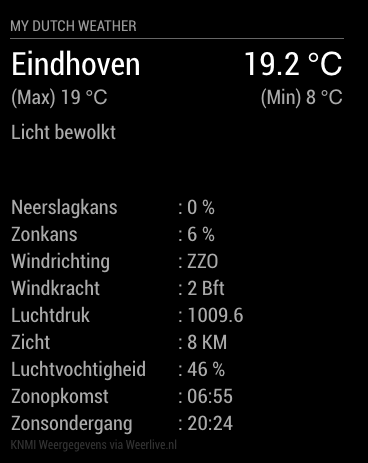 MY DUTCH WEATHER
Eindhoven 19.2 °C
(Max) 19 °C (Min) 8 °C
Licht bewolkt
Neerslagkans : 0 %
Zonkans : 6 %
Windrichting : ZZO
Windkracht : 2 Bft
Luchtdruk : 1009.6
Zicht : 8 KM
Luchtvochtigheid : 46 %
Zonopkomst : 06:55
Zonsondergang : 20:24
KNMI Weergegevens via Weerlive.nl